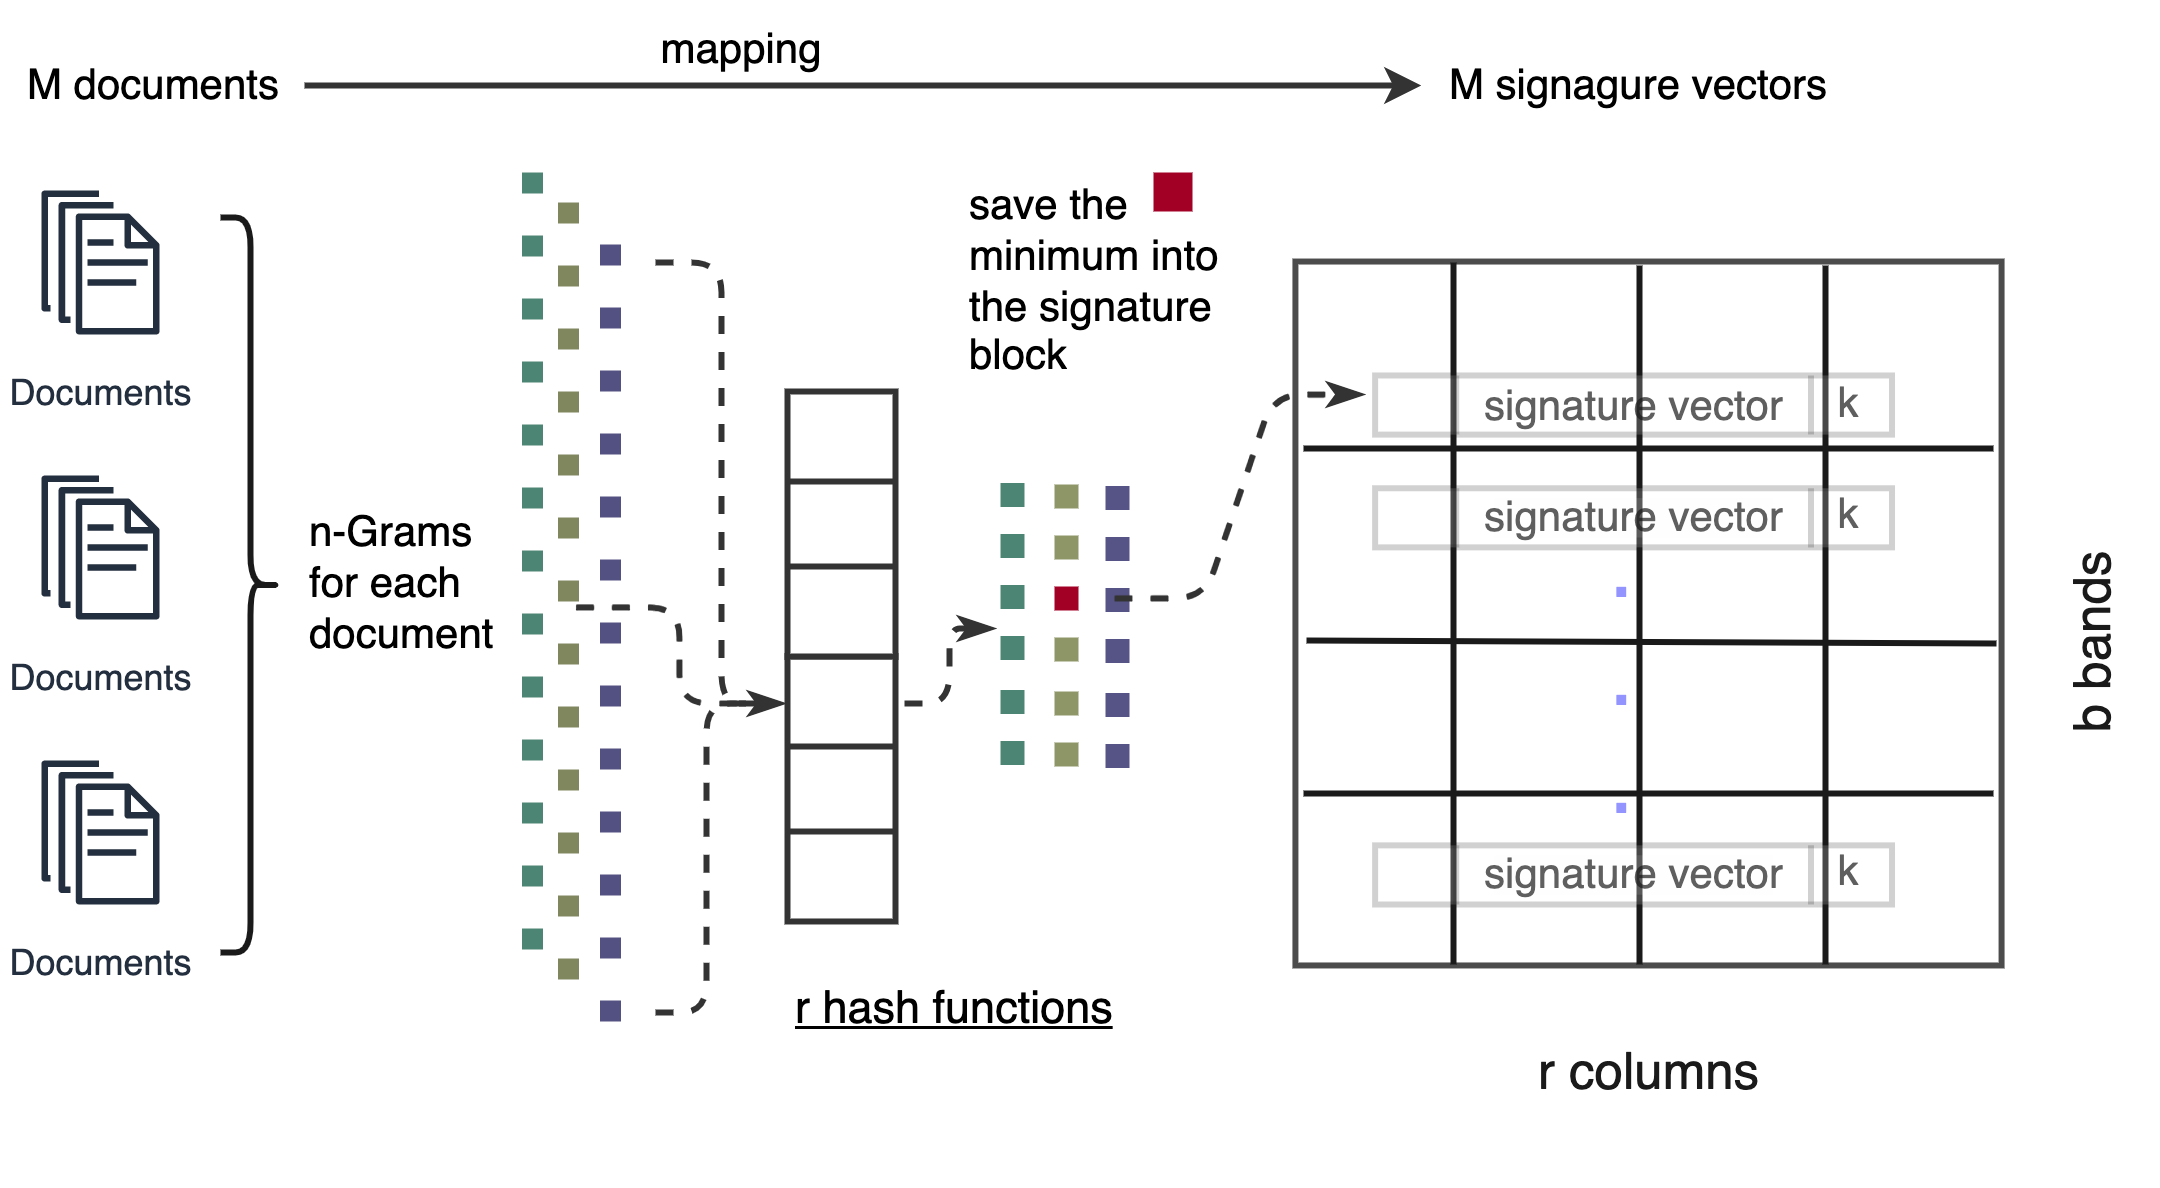 mapping
M documents
M signagure vectors
save the
minimum into
the signature
block
Documents
signature vector
k
n-Grams
for each
document
signature vector
k
Documents
b bands
signature vector
k
Documents
r hash functions
r columns